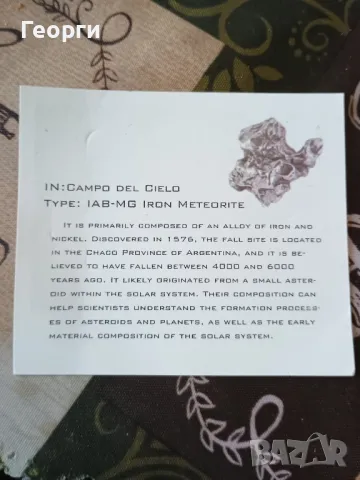 Георги
IN:CAMPO DEL CIELO
TYPE: IAB-MG IRON METEORITE
IT IS PRIMARILY COMPOSED OF AN ALLOY OF IRON AND
NICKEL. DISCOVERED IN 1576, THE FALL SITE IS LOCATED
IN THE CHACO PROVINCE OF ARGENTINA, AND IT IS BE-
LIEVED TO HAVE FALLEN BETWEEN 4000 AND 6000
YEARS AGO. IT LIKELY ORIGINATED FROM A SMALL ASTER-
OID WITHIN THE SOLAR SYSTEM. THEIR COMPOSITION CAN
HELP SCIENTISTS UNDERSTAND THE FORMATION PROCESS-
ES OF ASTEROIDS AND PLANETS, AS WELL AS THE EARLY
MATERIAL COMPOSITION OF THE SOLAR SYSTEM.
BAZAR